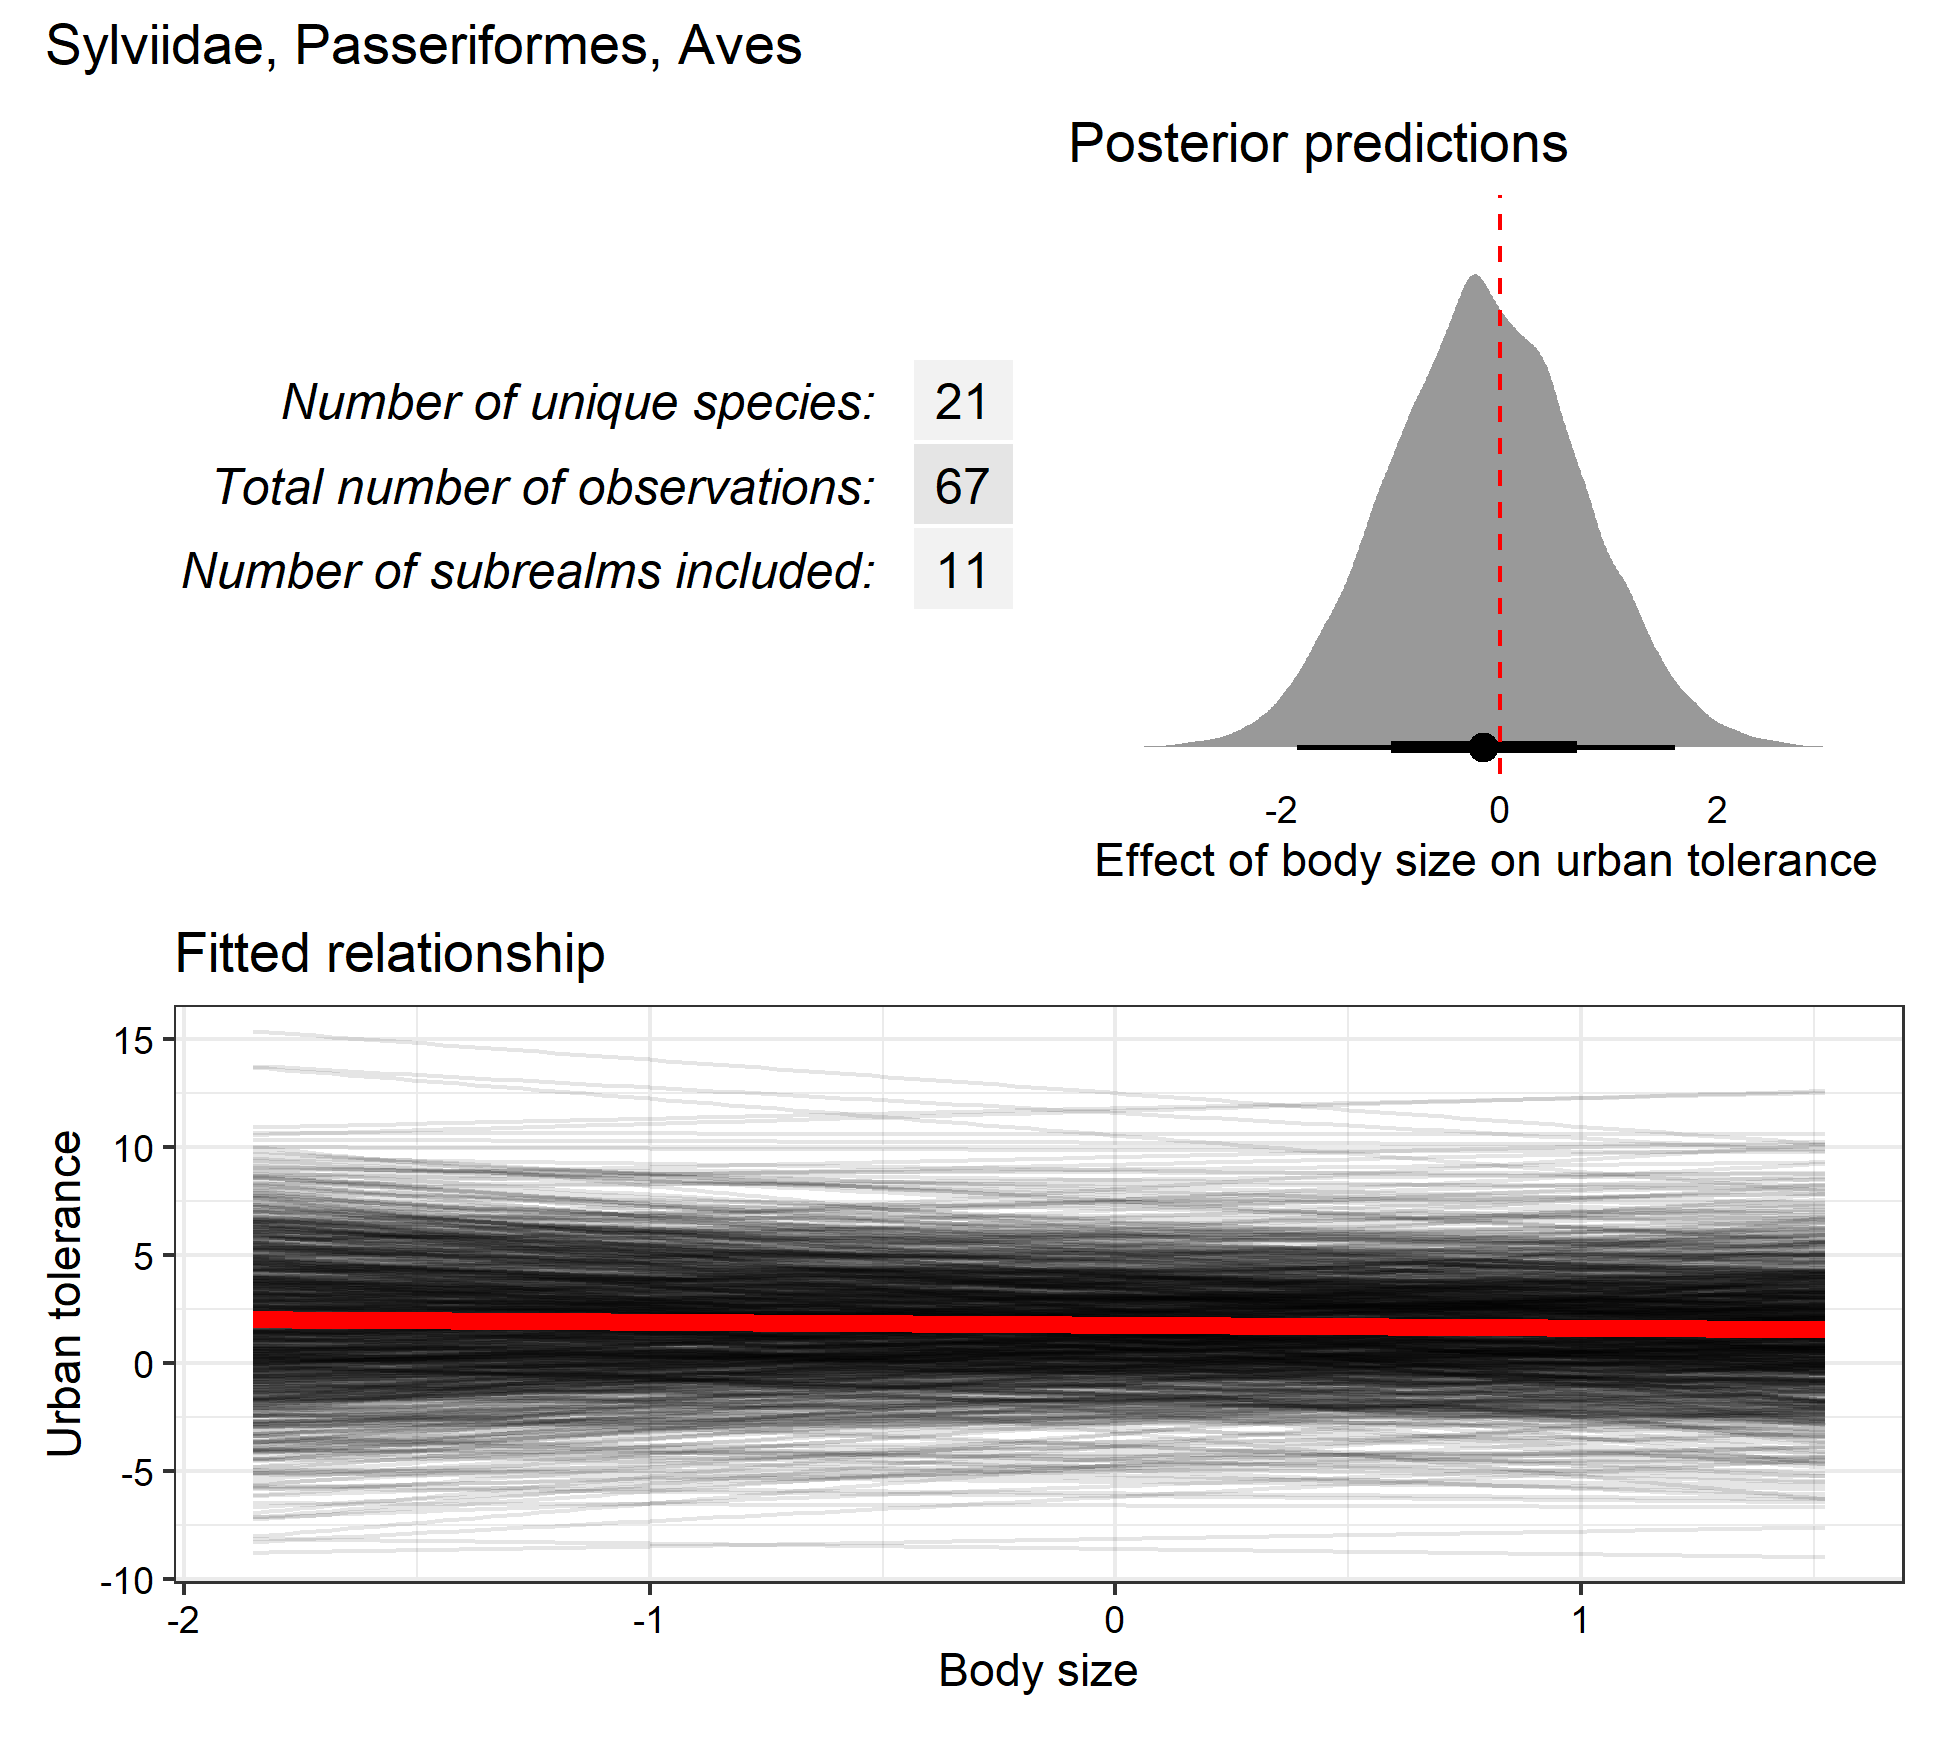 Sylviidae, Passeriformes, Aves
Posterior predictions
Number of unique species: 21
Total number of observations: 67
Number of subrealms included: 11
-2 0 2
Effect of body size on urban tolerance
Fitted relationship
Urban tolerance
15
10
5
0
-5
-10
-2 -1 0 1
Body size